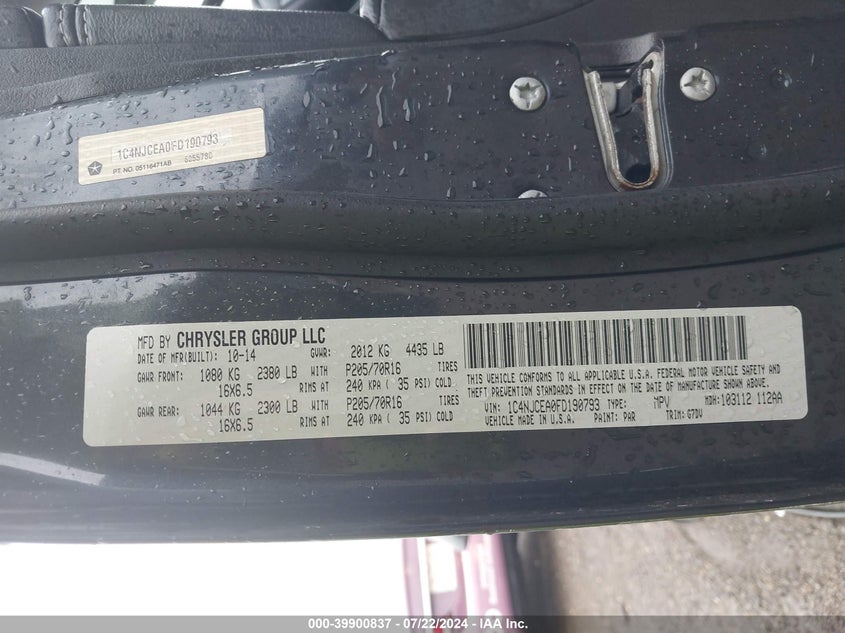 1C4NJCEA0FD190793
PT. NO. 05116471AB
MFD BY CHRYSLER GROUP LLC
DATE OF MFR(BUILT): 10-14 GVWR: 2012 KG 4435 LB
GAWR FRONT: 1080 KG 2380 LB WITH P205/70R16 TIRES
16X6.5 RIMS AT 240 KPA ( 35 PSI) COLD
GAWR REAR: 1044 KG 2300 LB WITH P205/70R16 TIRES
16X6.5 RIMS AT 240 KPA ( 35 PSI) COLD
THIS VEHICLE CONFORMS TO ALL APPLICABLE U.S.A. FEDERAL MOTOR VEHICLE SAFETY, BUMPER, AND
THEFT PREVENTION STANDARDS IN EFFECT ON THE DATE OF MANUFACTURE SHOWN ABOVE.
VIN: 1C4NJCEA0FD190793 TYPE: MPV MDH: 103112 112AA
VEHICLE MADE IN U.S.A. PAINT: PAR TRIM: G7DV
000-39900837 - 07/22/2024 - IAA Inc.